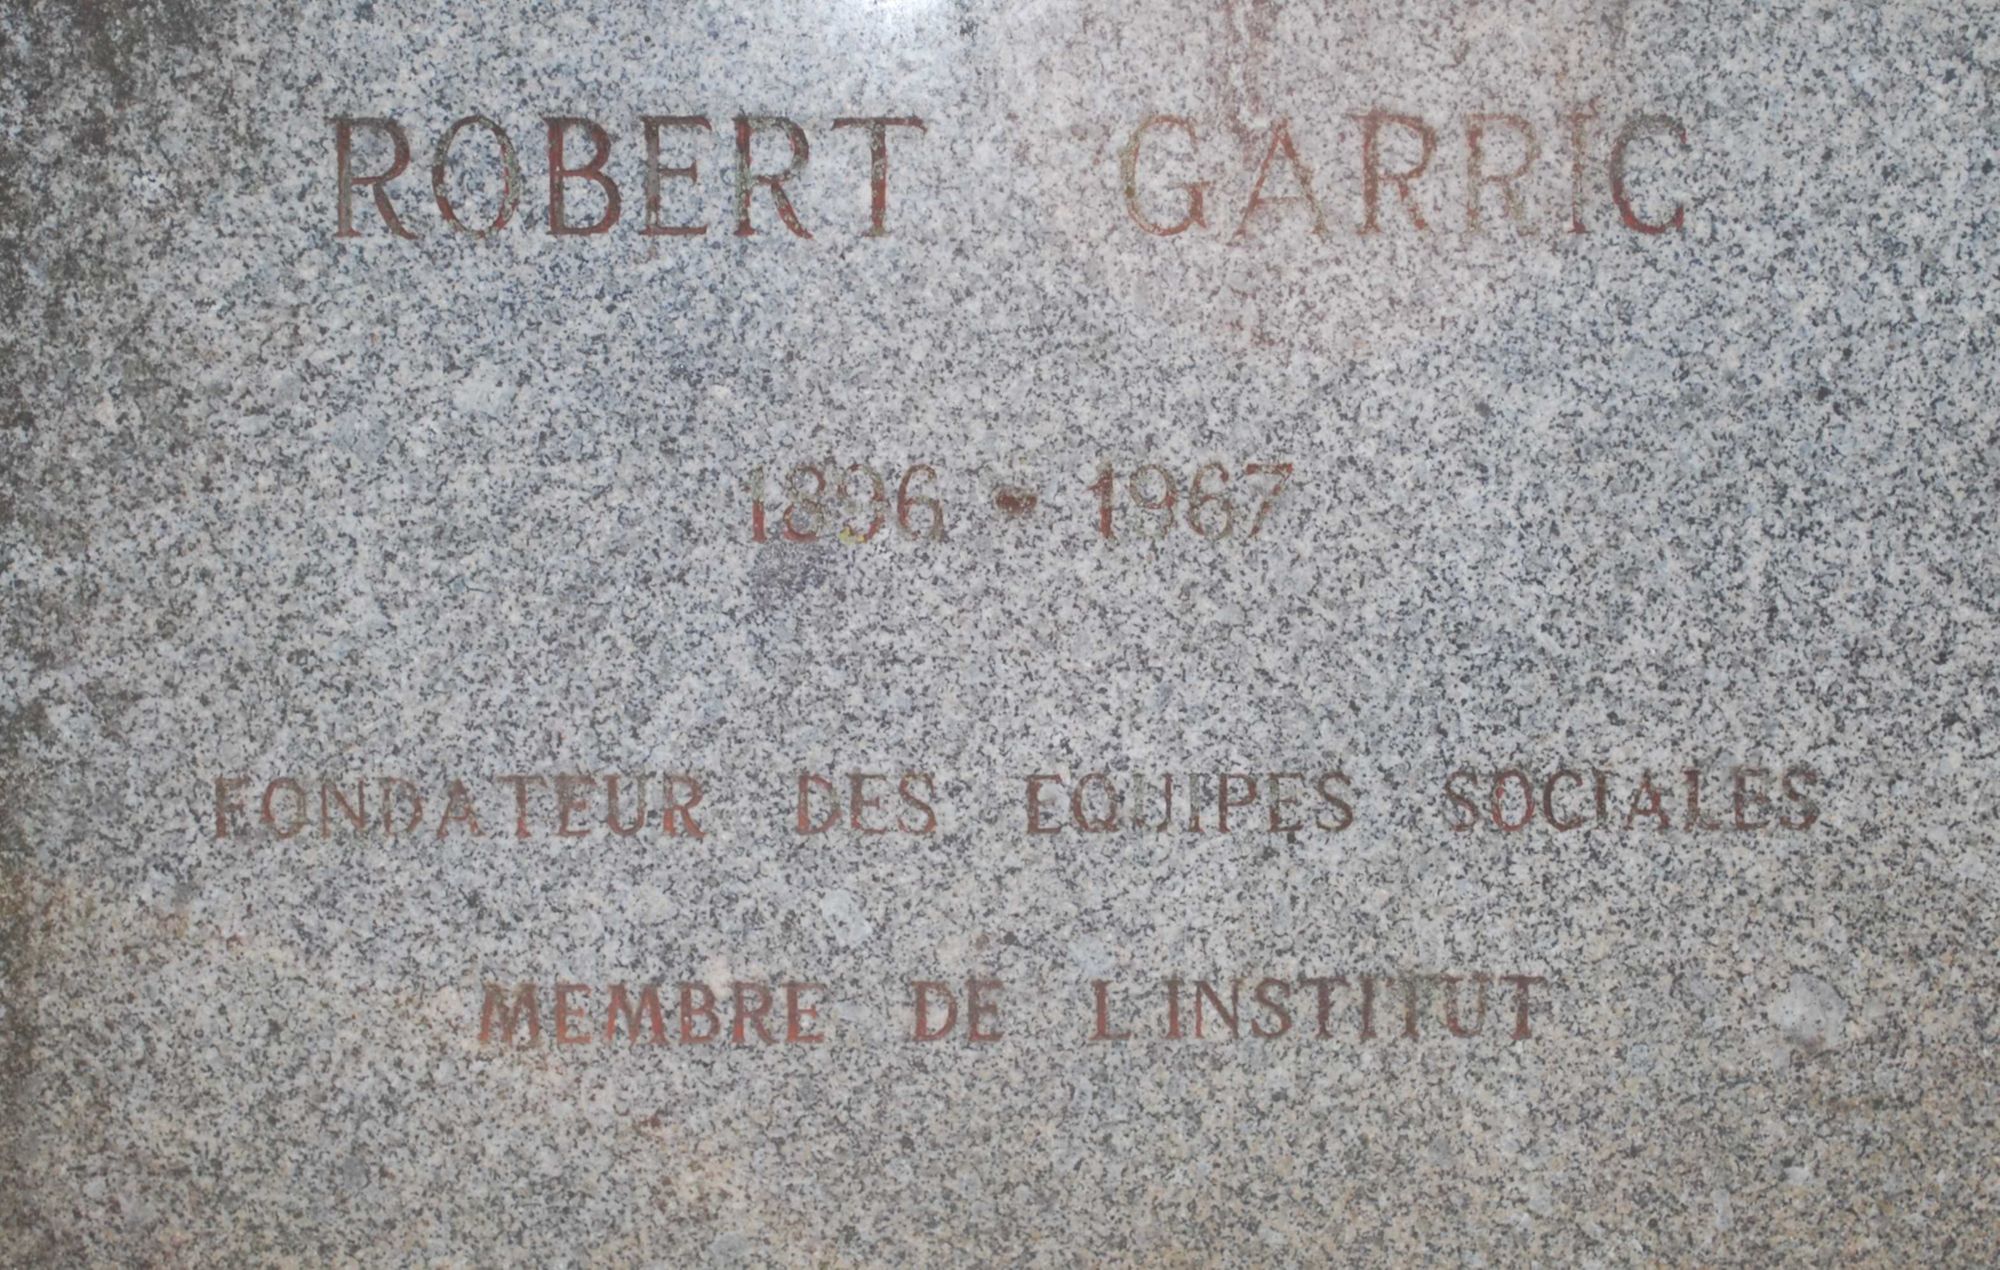 ROBERT GARRIC
1896 - 1967
FONDATEUR DES EQUIPES SOCIALES
MEMBRE DE L'INSTITUT